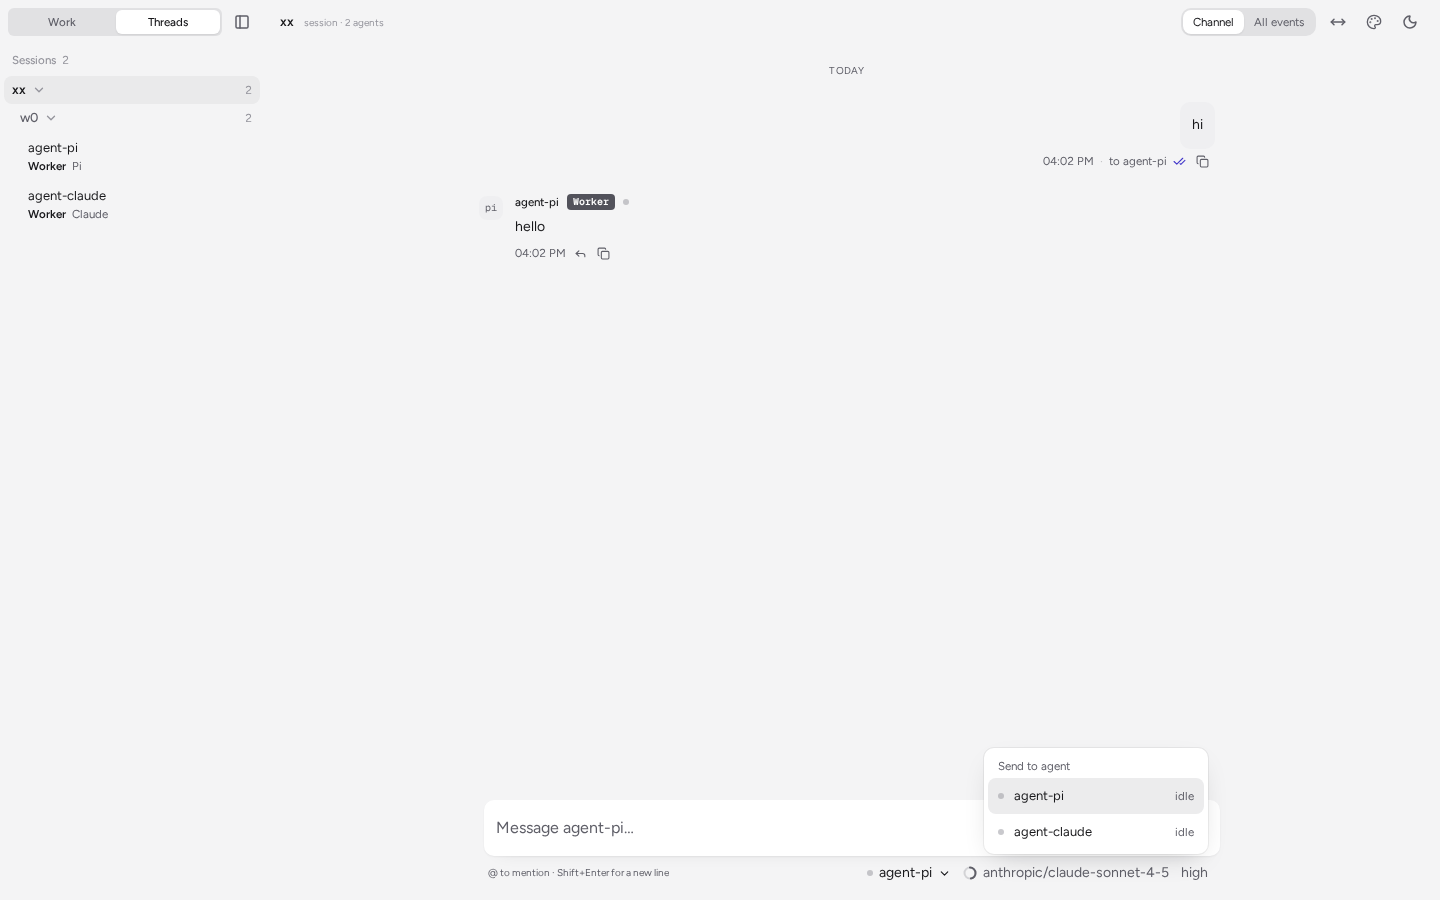 Work
Threads
xx session · 2 agents
Channel
All events
Sessions 2
xx 2
w0 2
agent-pi
Worker Pi
agent-claude
Worker Claude
TODAY
hi
04:02 PM · to agent-pi
pi agent-pi Worker
hello
04:02 PM
Send to agent
agent-pi idle
agent-claude idle
Message agent-pi...
@ to mention · Shift+Enter for a new line
agent-pi anthropic/claude-sonnet-4-5 high